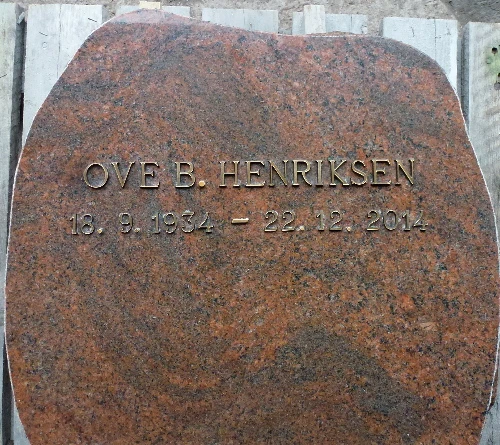 OVE B. HENRIKSEN
18. 9. 1934 - 22. 12. 2014